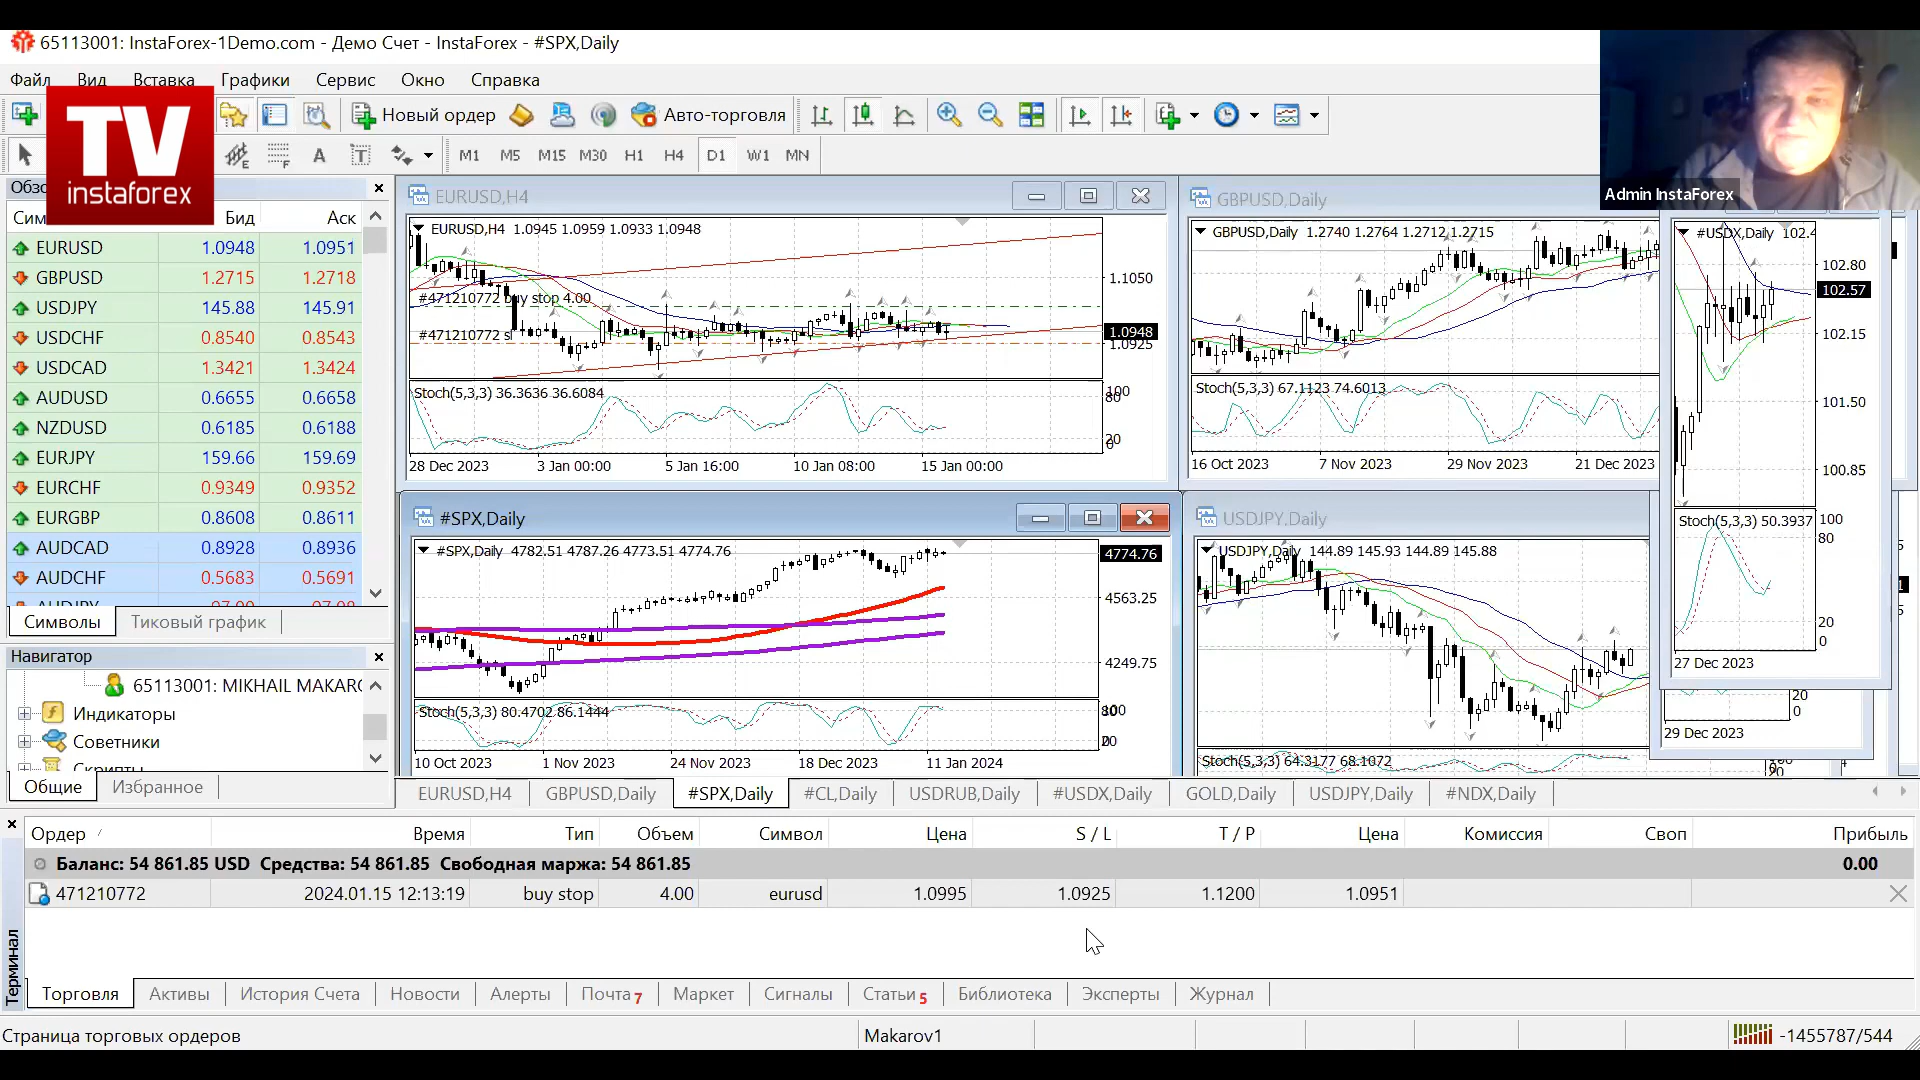 65113001: InstaForex-1Demo.com - Демо Счет - InstaForex - #SPX,Daily
Файл Вид Вставка Графики Сервис Окно Справка
Новый ордер Авто-торговля
TV
instaforex
Admin InstaForex
A T M1 M5 M15 M30 H1 H4 D1 W1 MN
Бид Аск
EURUSD 1.0948 1.0951
GBPUSD 1.2715 1.2718
USDJPY 145.88 145.91
USDCHF 0.8540 0.8543
USDCAD 1.3421 1.3424
AUDUSD 0.6655 0.6658
NZDUSD 0.6185 0.6188
EURJPY 159.66 159.69
EURCHF 0.9349 0.9352
EURGBP 0.8608 0.8611
AUDCAD 0.8928 0.8936
AUDCHF 0.5683 0.5691
Символы Тиковый график
Навигатор
65113001: MIKHAIL MAKARO
Индикаторы
Советники
Скрипты
Общие Избранное
EURUSD,H4
EURUSD,H4 1.0945 1.0959 1.0933 1.0948
#471210772 buy stop 4.00
#471210772 sl
1.1050
1.0948
1.0925
Stoch(5,3,3) 36.3636 36.6084
100
80
20
0
28 Dec 2023 3 Jan 00:00 5 Jan 16:00 10 Jan 08:00 15 Jan 00:00
GBPUSD,Daily
GBPUSD,Daily 1.2740 1.2764 1.2712 1.2715
Stoch(5,3,3) 67.1123 74.6013
16 Oct 2023 7 Nov 2023 29 Nov 2023 21 Dec 2023
#USDX,Daily 102.4
102.80
102.57
102.15
101.50
100.85
Stoch(5,3,3) 50.3937
100
80
20
0
27 Dec 2023
20
0
29 Dec 2023
#SPX,Daily
#SPX,Daily 4782.51 4787.26 4773.51 4774.76
4774.76
4563.25
4249.75
Stoch(5,3,3) 80.4702 86.1444
100
80
20
0
10 Oct 2023 1 Nov 2023 24 Nov 2023 18 Dec 2023 11 Jan 2024
USDJPY,Daily
USDJPY,Daily 144.89 145.93 144.89 145.88
Stoch(5,3,3) 64.3177 68.1072
EURUSD,H4 GBPUSD,Daily #SPX,Daily #CL,Daily USDRUB,Daily #USDX,Daily GOLD,Daily USDJPY,Daily #NDX,Daily
Ордер Время Тип Объем Символ Цена S / L T / P Цена Комиссия Своп Прибыль
Баланс: 54 861.85 USD Средства: 54 861.85 Свободная маржа: 54 861.85 0.00
471210772 2024.01.15 12:13:19 buy stop 4.00 eurusd 1.0995 1.0925 1.1200 1.0951
Терминал
Торговля Активы История Счета Новости Алерты Почта 7 Маркет Сигналы Статьи 5 Библиотека Эксперты Журнал
Страница торговых ордеров Makarov1 -1455787/544